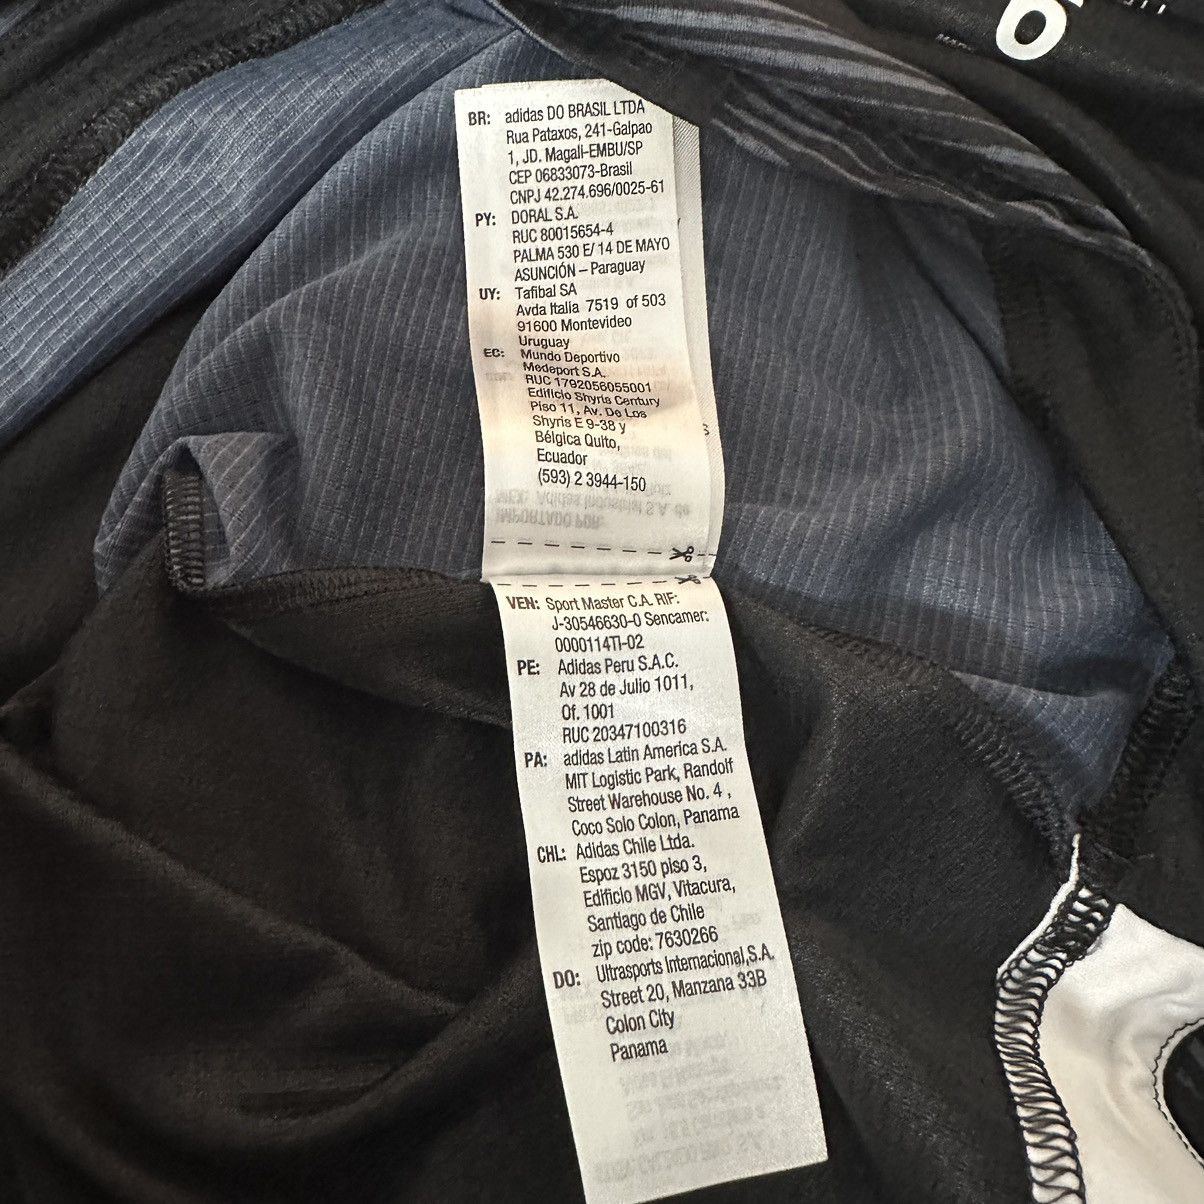 BR: adidas DO BRASIL LTDA
Rua Pataxos, 241-Galpao
1, JD. Magali-EMBU/SP
CEP 06833073-Brasil
CNPJ 42.274.696/0025-61
PY: DORAL S.A.
RUC 80015654-4
PALMA 530 E/ 14 DE MAYO
ASUNCIÓN – Paraguay
UY: Tafibal SA
Avda Italia 7519 of 503
91600 Montevideo
Uruguay
EC: Mundo Deportivo
Medeport S.A.
RUC 1792056055001
Edificio Shyris Century
Piso 11, Av. De Los
Shyris E 9-38 y
Bélgica Quito,
Ecuador
(593) 2 3944-150
VEN: Sport Master C.A. RIF:
J-30546630-0 Sencamer:
0000114TI-02
PE: Adidas Peru S.A.C.
Av 28 de Julio 1011,
Of. 1001
RUC 20347100316
PA: adidas Latin America S.A.
MIT Logistic Park, Randolf
Street Warehouse No. 4 ,
Coco Solo Colon, Panama
CHL: Adidas Chile Ltda.
Espoz 3150 piso 3,
Edificio MGV, Vitacura,
Santiago de Chile
zip code: 7630266
DO: Ultrasports Internacional,S.A.
Street 20, Manzana 33B
Colon City
Panama